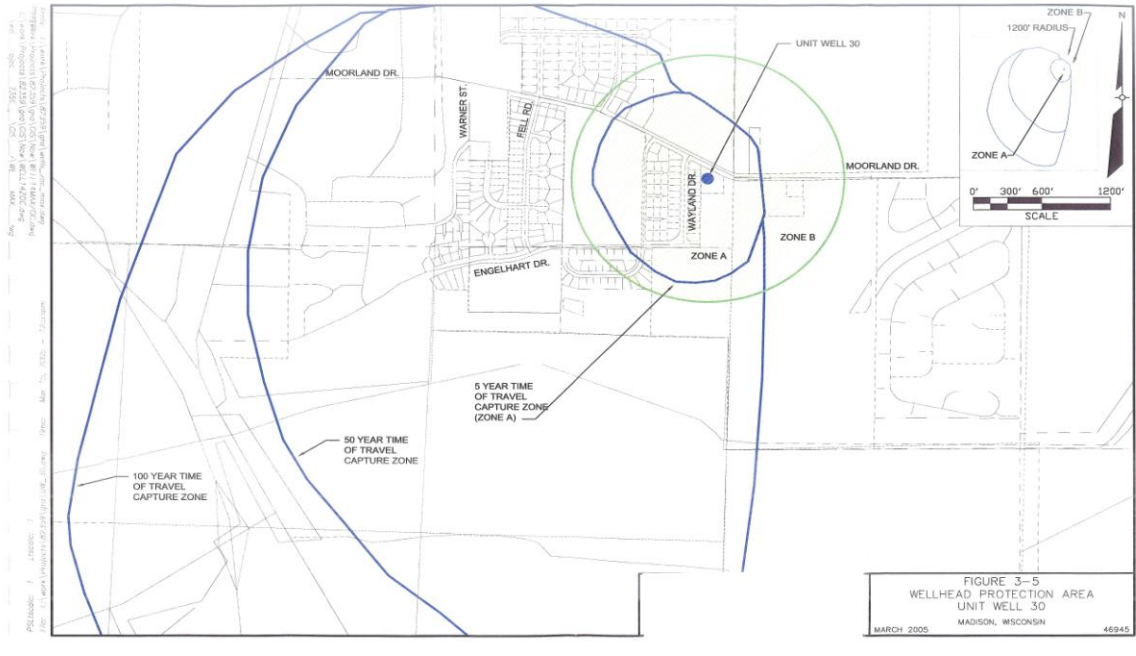 ZONE B
N
1200' RADIUS
UNIT WELL 30
MOORLAND DR.
WARNER ST.
FELL RD.
ZONE A
MOORLAND DR.
WAYLAND DR.
0' 300' 600' 1200'
SCALE
ZONE B
ZONE A
ENGELHART DR.
5 YEAR TIME
OF TRAVEL
CAPTURE ZONE
(ZONE A)
50 YEAR TIME
OF TRAVEL
CAPTURE ZONE
100 YEAR TIME
OF TRAVEL
CAPTURE ZONE
FIGURE 3-5
WELLHEAD PROTECTION AREA
UNIT WELL 30
MADISON, WISCONSIN
MARCH 2005
46945